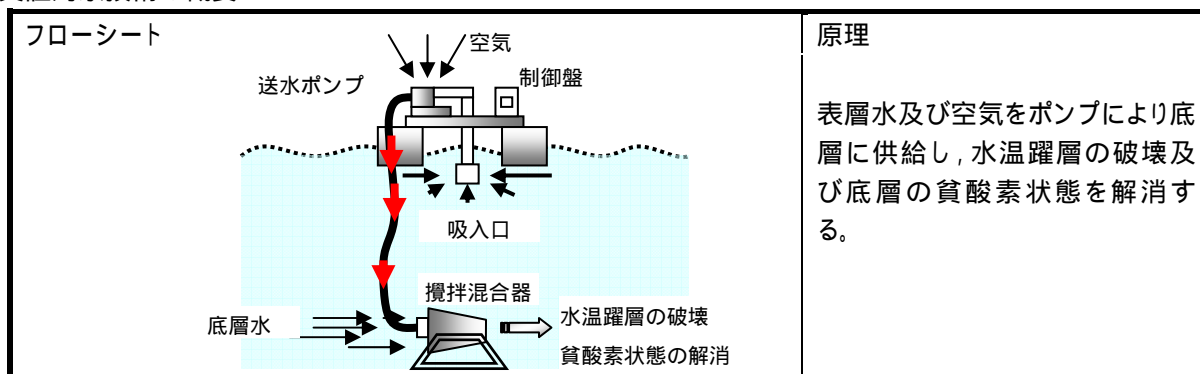 フローシート
空気
送水ポンプ
制御盤
吸入口
攪拌混合器
底層水
水温躍層の破壊
貧酸素状態の解消
原理
表層水及び空気をポンプにより底
層に供給し,水温躍層の破壊及
び底層の貧酸素状態を解消す
る。